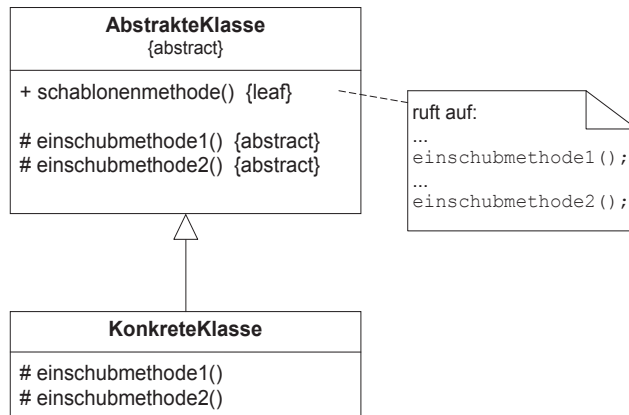 AbstrakteKlasse
{abstract}
+ schablonenmethode() {leaf}
# einschubmethode1() {abstract}
# einschubmethode2() {abstract}
ruft auf:
...
einschubmethode1();
...
einschubmethode2();
KonkreteKlasse
# einschubmethode1()
# einschubmethode2()